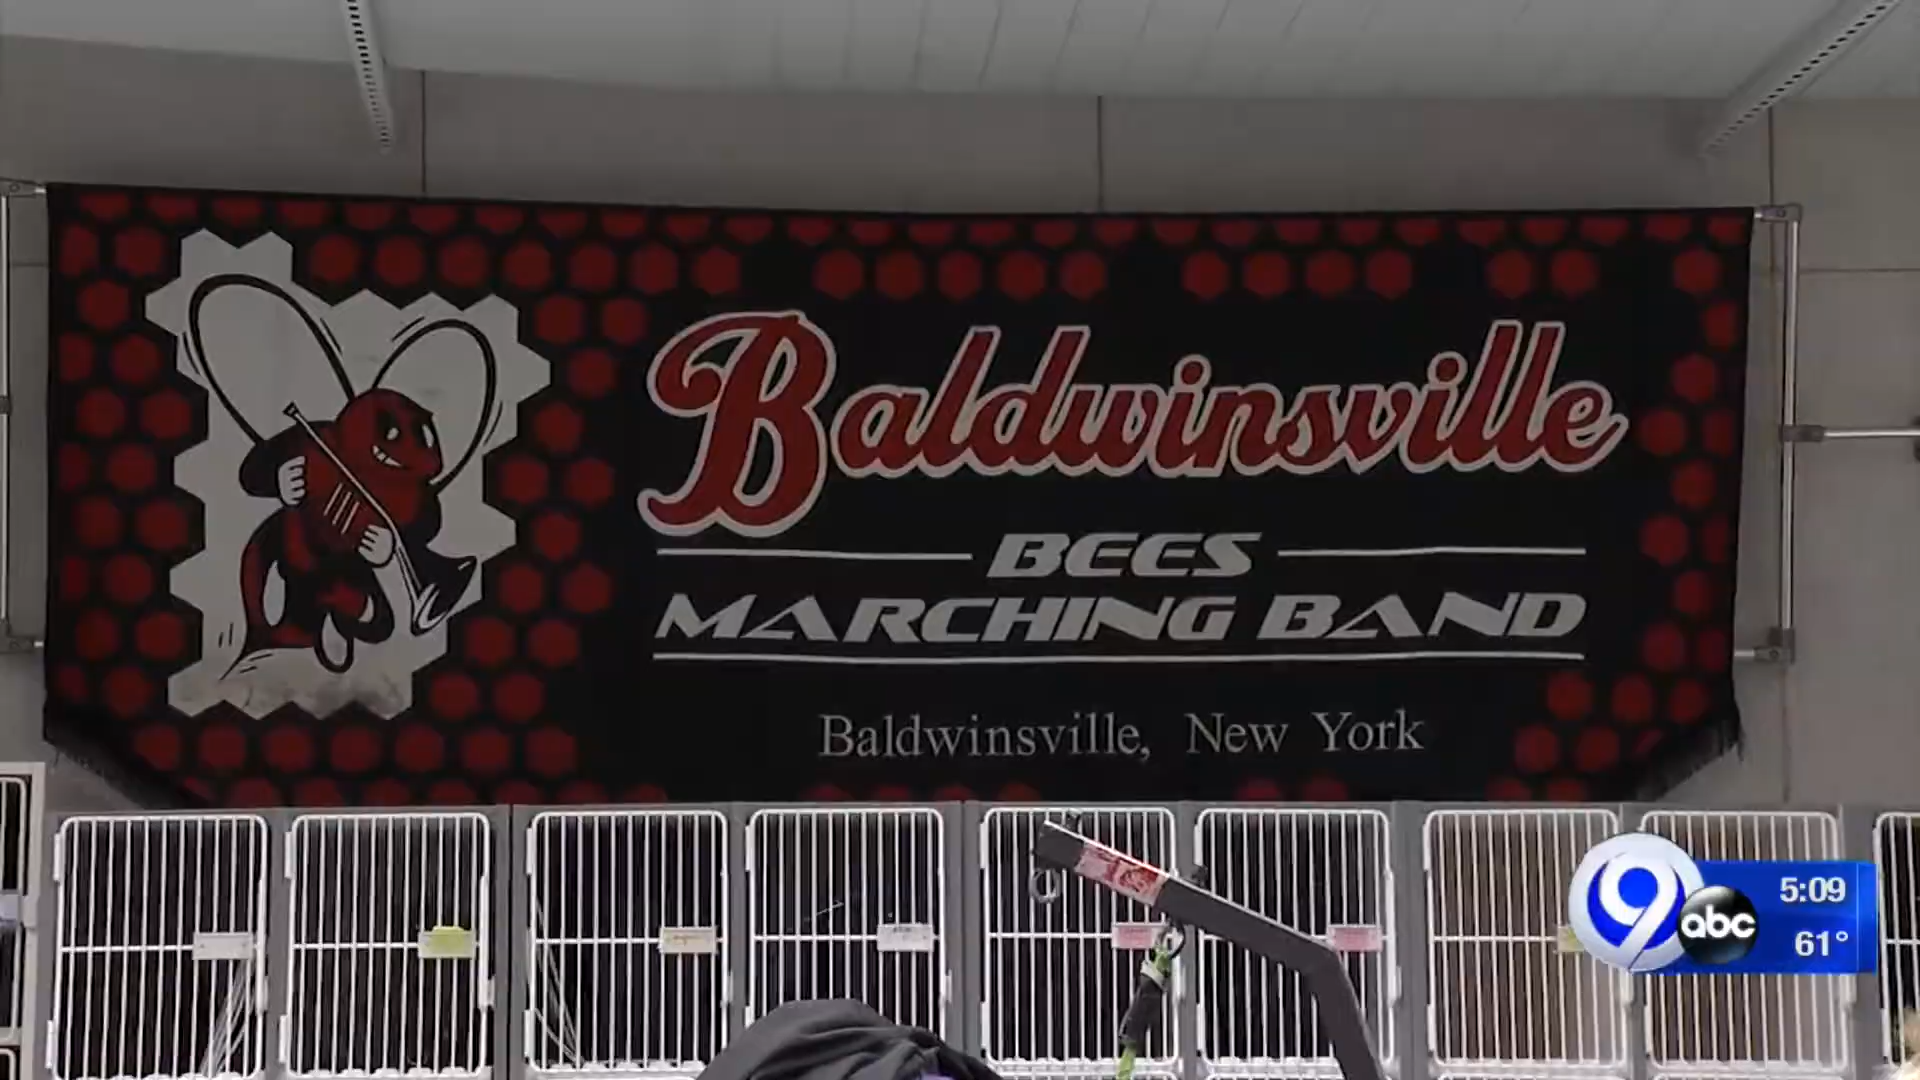 Baldwinsville
BEES
MARCHING BAND
Baldwinsville, New York
9
abc
5:09
61°